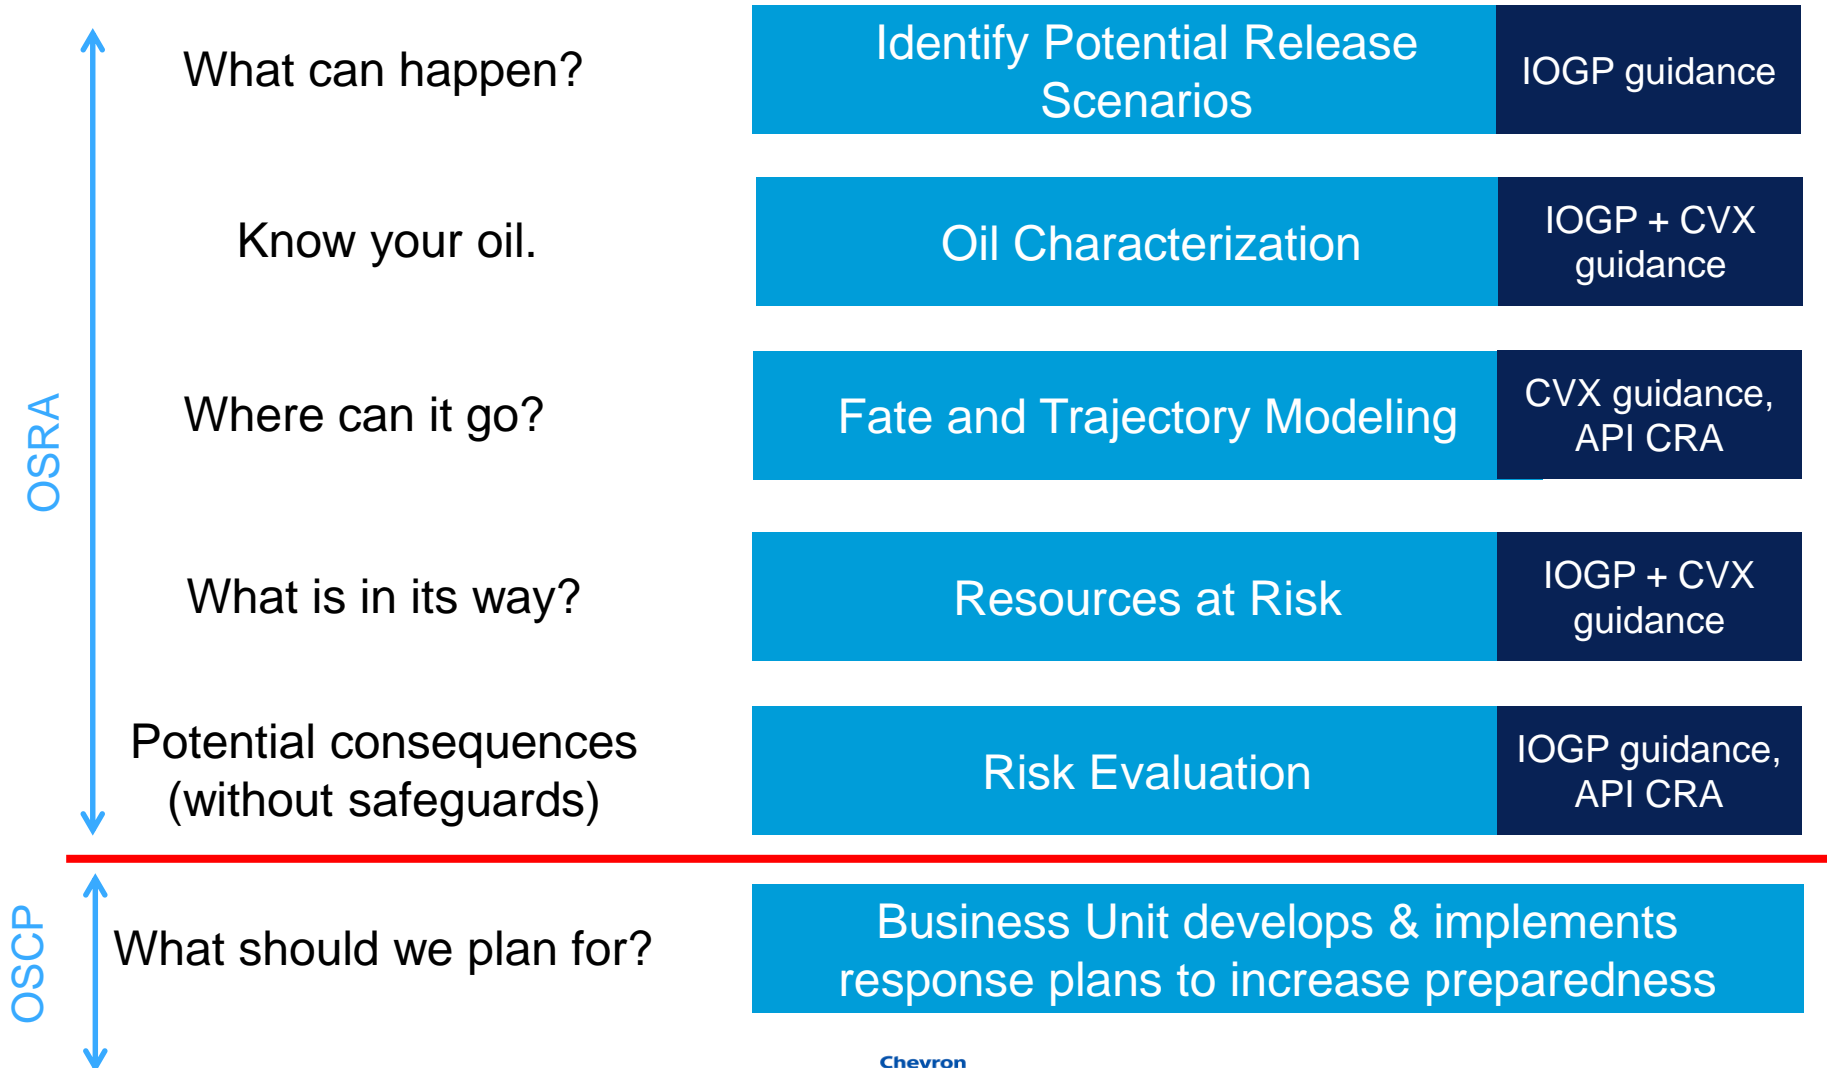 What can happen?
Identify Potential Release
Scenarios
IOGP guidance
Know your oil.
Oil Characterization
IOGP + CVX
guidance
OSRA
Where can it go?
Fate and Trajectory Modeling
CVX guidance,
API CRA
What is in its way?
Resources at Risk
IOGP + CVX
guidance
Potential consequences
(without safeguards)
Risk Evaluation
IOGP guidance,
API CRA
OSCP
What should we plan for?
Business Unit develops & implements
response plans to increase preparedness
Chevron